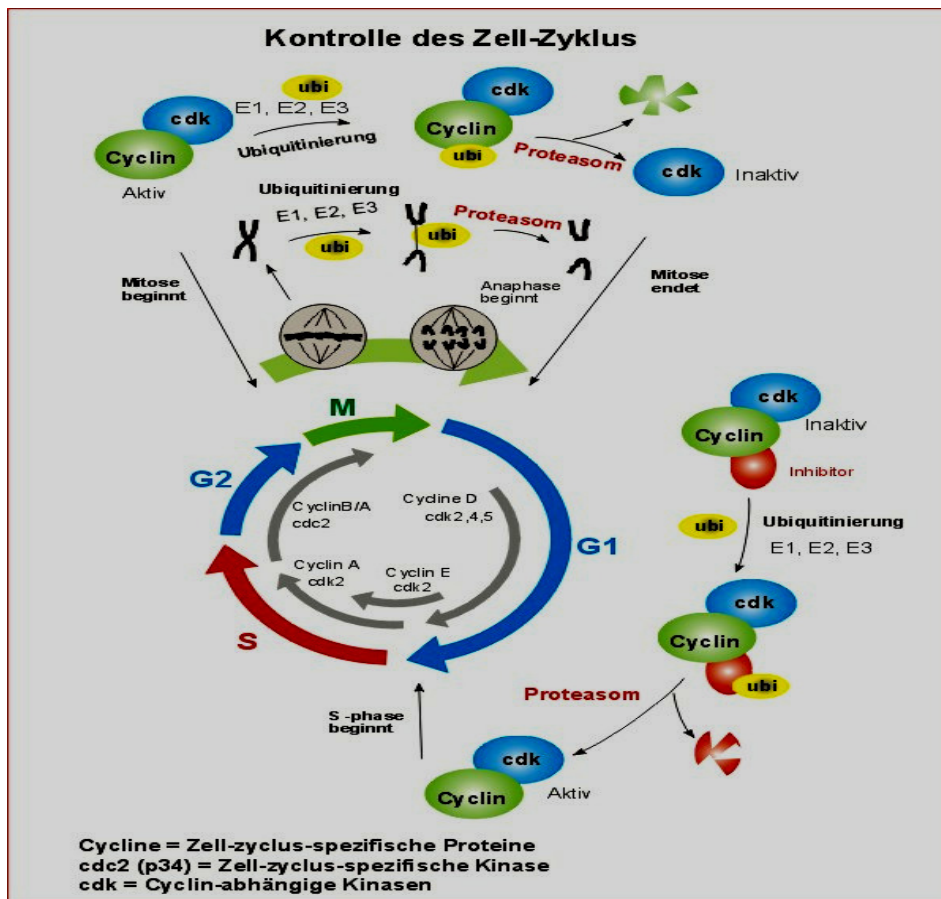 Kontrolle des Zell-Zyklus
ubi
E1, E2, E3
cdk
Cyclin
Ubiquitinierung
Aktiv
cdk
Cyclin
ubi
Proteasom
cdk
Inaktiv
Ubiquitinierung
E1, E2, E3
ubi
ubi
Proteasom
Anaphase
beginnt
Mitose
beginnt
Mitose
endet
M
G2
G1
S
CyclinB/A
cdc2
Cycline D
cdk2,4,5
Cyclin A
cdk2
Cyclin E
cdk2
cdk
Cyclin
Inaktiv
Inhibitor
ubi
Ubiquitinierung
E1, E2, E3
cdk
Cyclin
ubi
Proteasom
S -phase
beginnt
cdk
Cyclin
Aktiv
Cycline = Zell-zyclus-spezifische Proteine
cdc2 (p34) = Zell-zyclus-spezifische Kinase
cdk = Cyclin-abhängige Kinasen